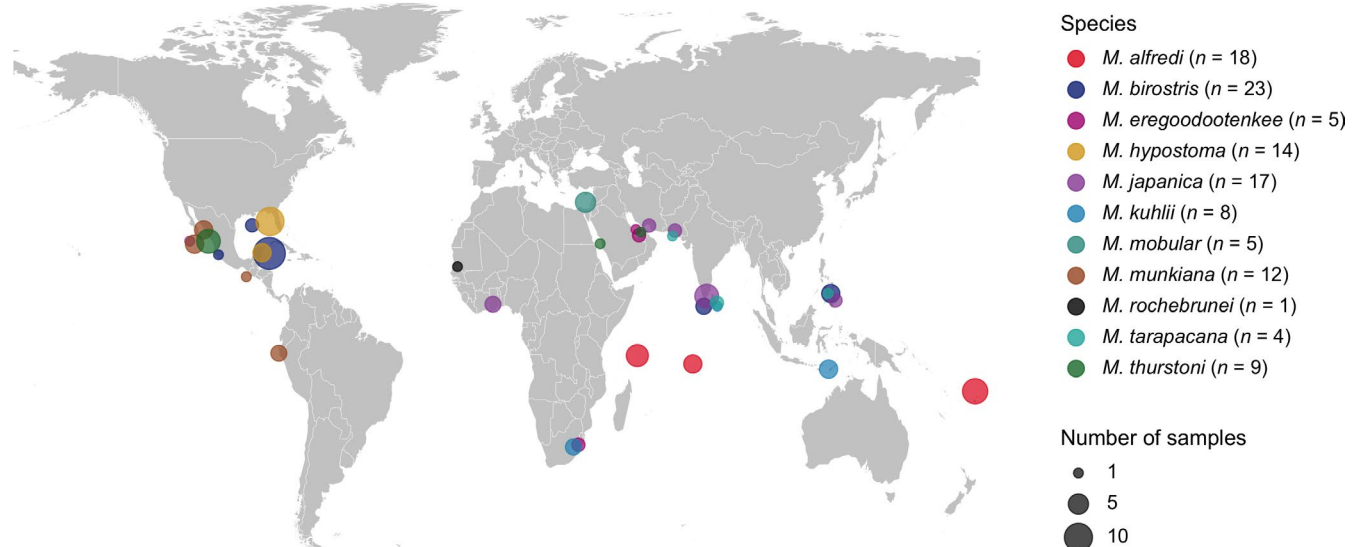 Species
M. alfredi (n = 18)
M. birostris (n = 23)
M. eregoodootenkee (n = 5)
M. hypostoma (n = 14)
M. japanica (n = 17)
M. kuhlii (n = 8)
M. mobular (n = 5)
M. munkiana (n = 12)
M. rochebrunei (n = 1)
M. tarapacana (n = 4)
M. thurstoni (n = 9)
Number of samples
1
5
10